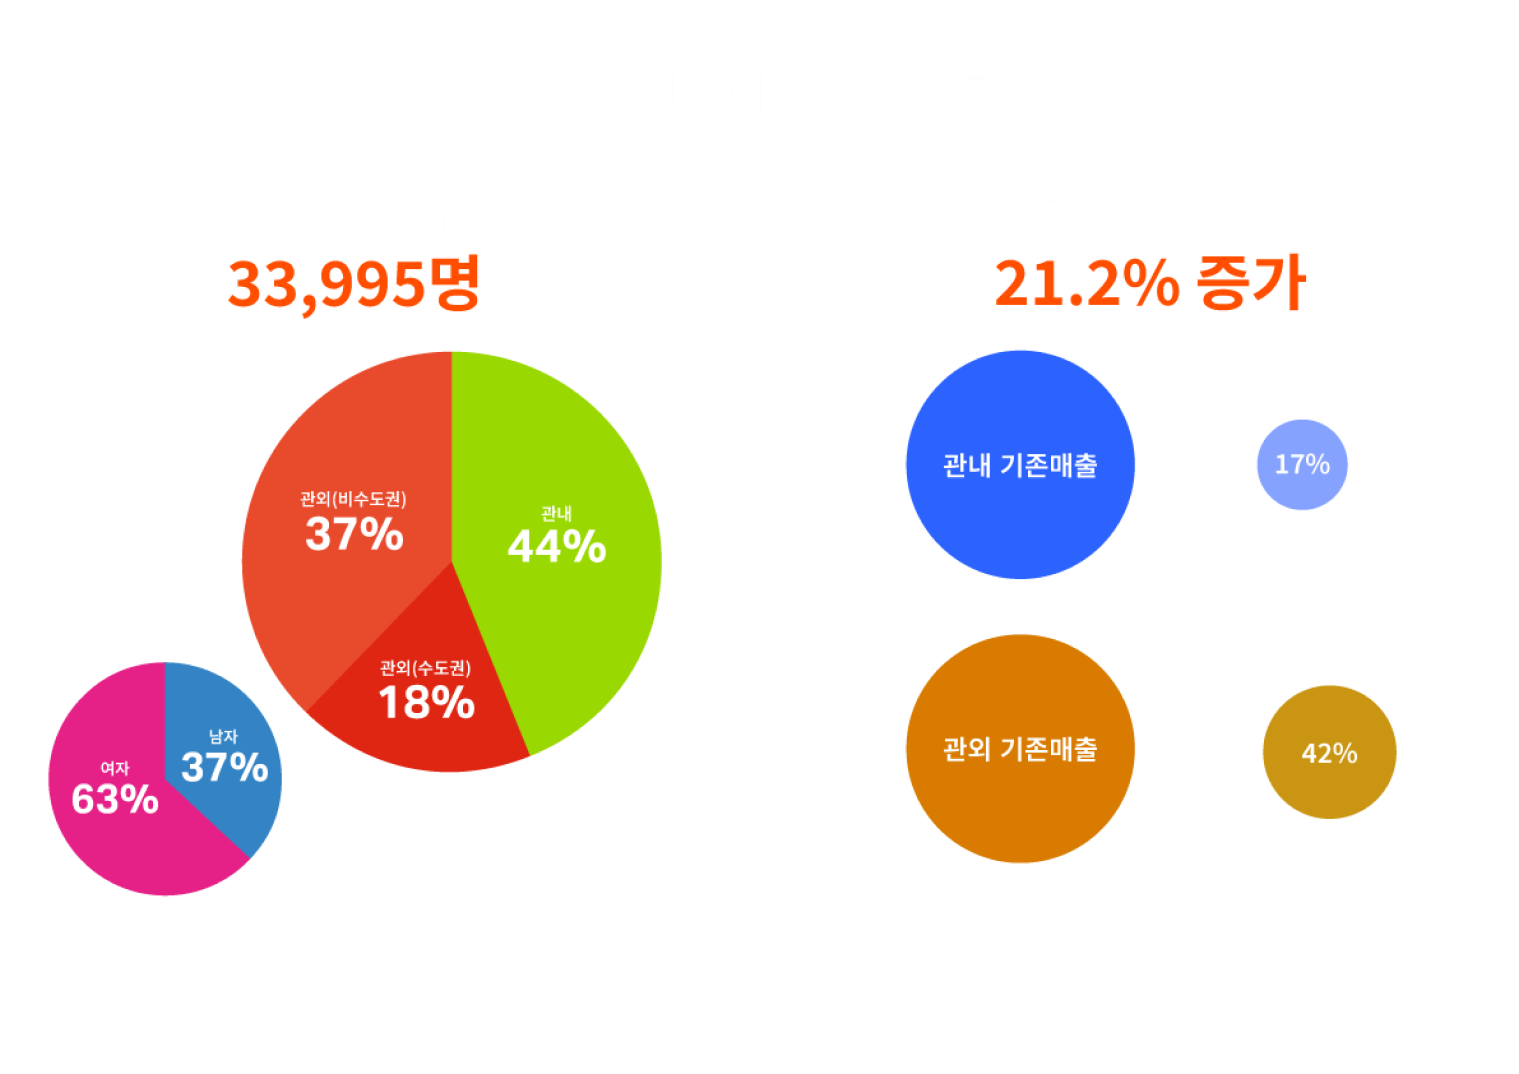 33,995명
관외(비수도권)
37%
관내
44%
관외(수도권)
18%
남자
37%
여자
63%
21.2% 증가
관내 기존매출
17%
관외 기존매출
42%